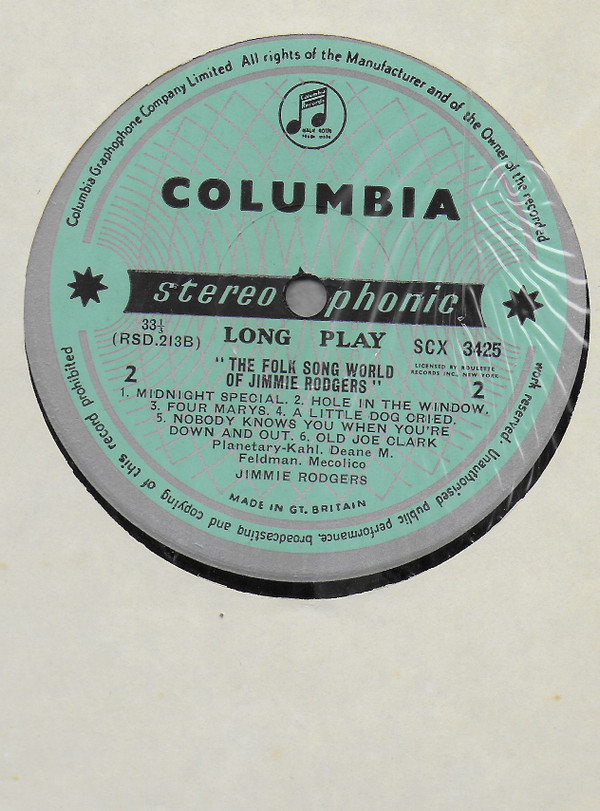 Columbia Graphophone Company Limited All rights of the Manufacturer and of the Owner of the recorded
work reserved. Unauthorised public performance, broadcasting and copying of this record prohibited
Columbia
Records
COLUMBIA
stereophonic
33⅓
(RSD.213B)
LONG PLAY
SCX 3425
LICENSED BY ROULETTE
RECORDS INC. NEW YORK
2
"THE FOLK SONG WORLD
OF JIMMIE RODGERS"
2
1. MIDNIGHT SPECIAL. 2. HOLE IN THE WINDOW.
3. FOUR MARYS. 4. A LITTLE DOG CRIED.
5. NOBODY KNOWS YOU WHEN YOU'RE
DOWN AND OUT. 6. OLD JOE CLARK
Planetary-Kahl. Deane M.
Feldman. Mecolico
JIMMIE RODGERS
MADE IN GT. BRITAIN